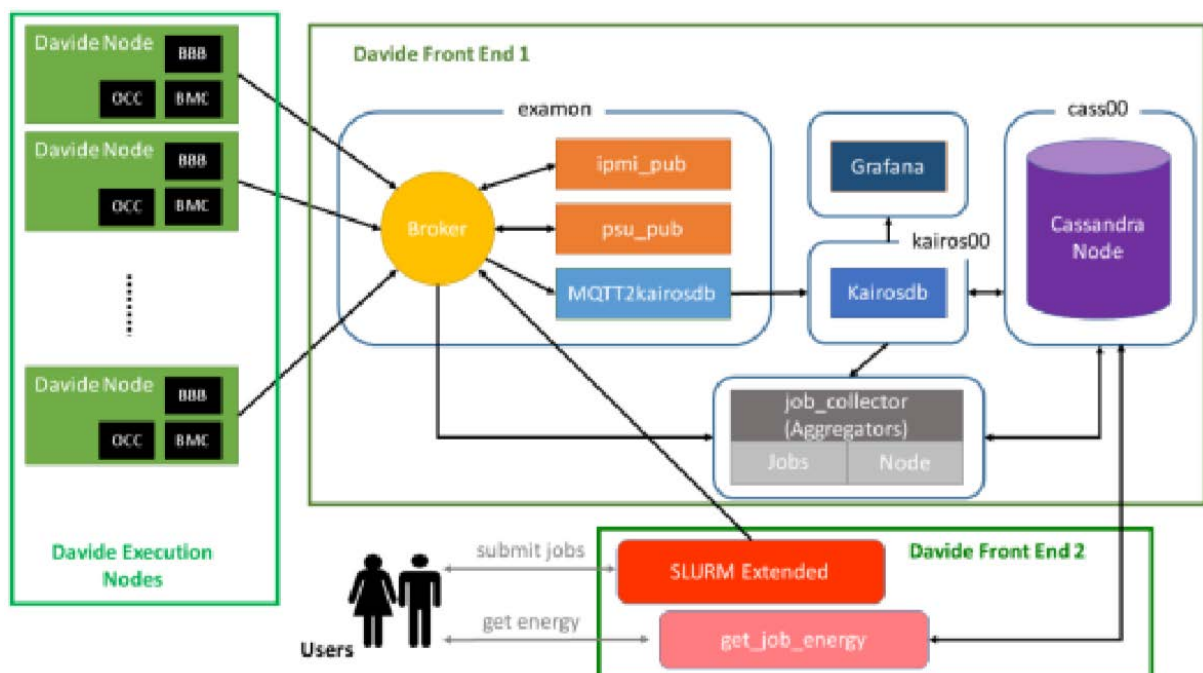 Davide Node
BBB
OCC
BMC
Davide Node
BBB
OCC
BMC
Davide Node
BBB
OCC
BMC
Davide Execution
Nodes
Davide Front End 1
examon
Broker
ipmi_pub
psu_pub
MQTT2kairosdb
Grafana
kairos00
Kairosdb
cass00
Cassandra
Node
job_collector
(Aggregators)
Jobs
Node
submit jobs
get energy
Users
Davide Front End 2
SLURM Extended
get_job_energy